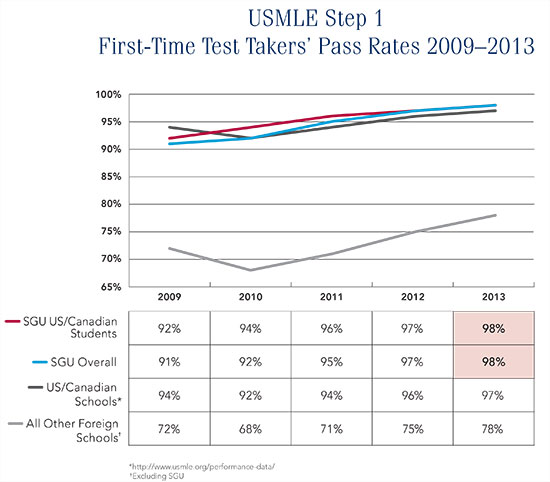 USMLE Step 1
First-Time Test Takers’ Pass Rates 2009–2013
100%
95%
90%
85%
80%
75%
70%
65%
2009 2010 2011 2012 2013
SGU US/Canadian
Students
92% 94% 96% 97% 98%
SGU Overall 91% 92% 95% 97% 98%
US/Canadian
Schools*
94% 92% 94% 96% 97%
All Other Foreign
Schools†
72% 68% 71% 75% 78%
*http://www.usme.org/performance-data/
†Excluding SGU